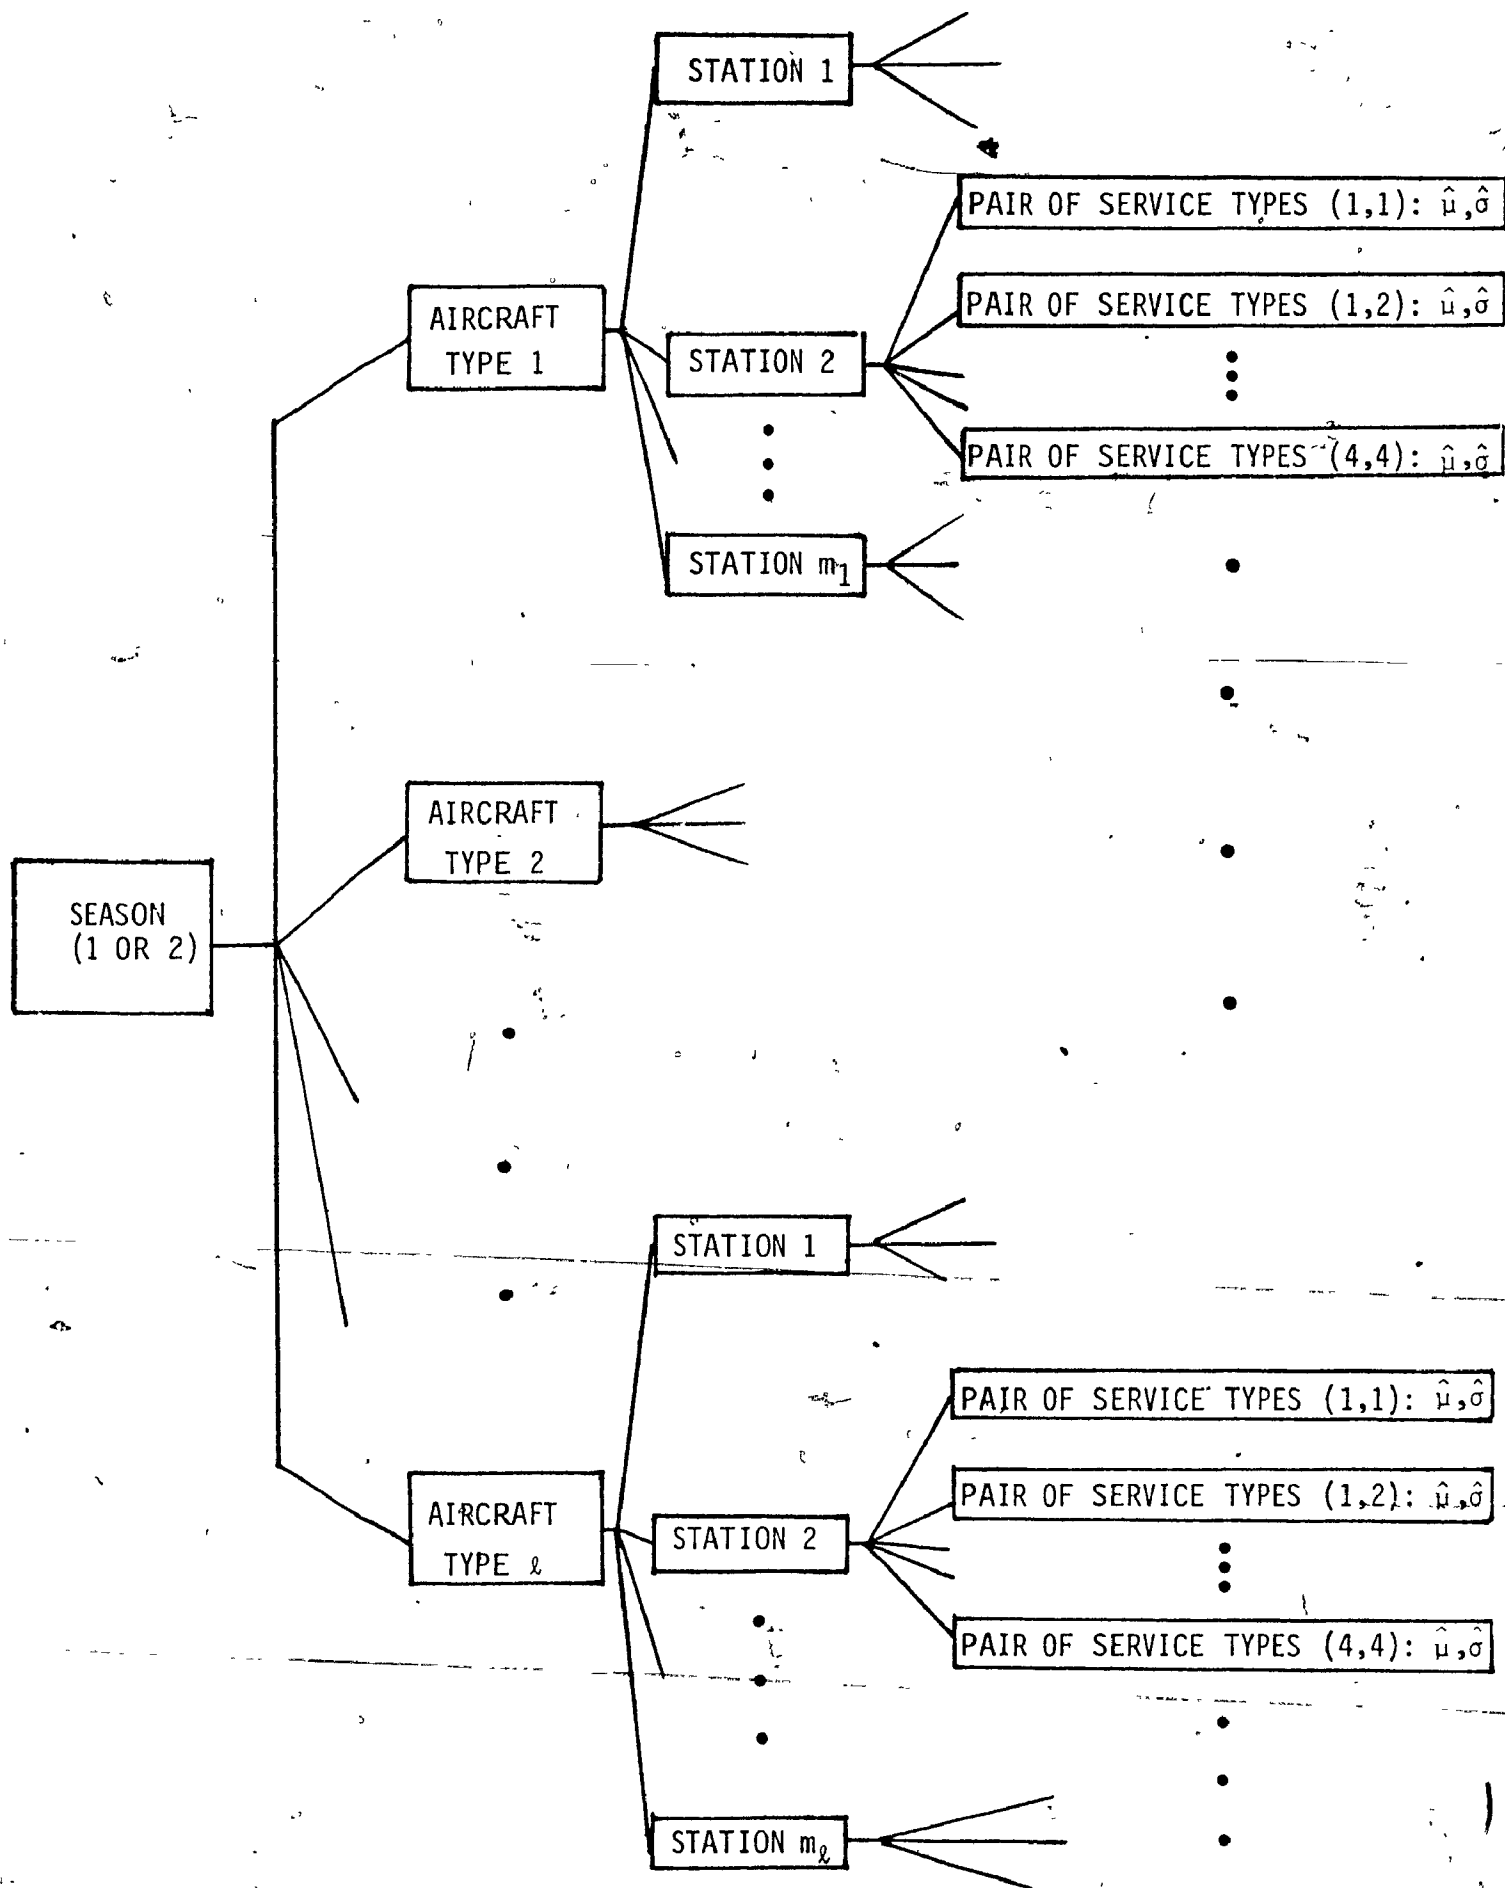 STATION 1
PAIR OF SERVICE TYPES (1,1): μ̂,σ̂
PAIR OF SERVICE TYPES (1,2): μ̂,σ̂
AIRCRAFT
TYPE 1
STATION 2
PAIR OF SERVICE TYPES (4,4): μ̂,σ̂
STATION m₁
AIRCRAFT
TYPE 2
SEASON
(1 OR 2)
STATION 1
PAIR OF SERVICE TYPES (1,1): μ̂,σ̂
PAIR OF SERVICE TYPES (1,2): μ̂,σ̂
AIRCRAFT
TYPE ℓ
STATION 2
PAIR OF SERVICE TYPES (4,4): μ̂,σ̂
STATION mℓ